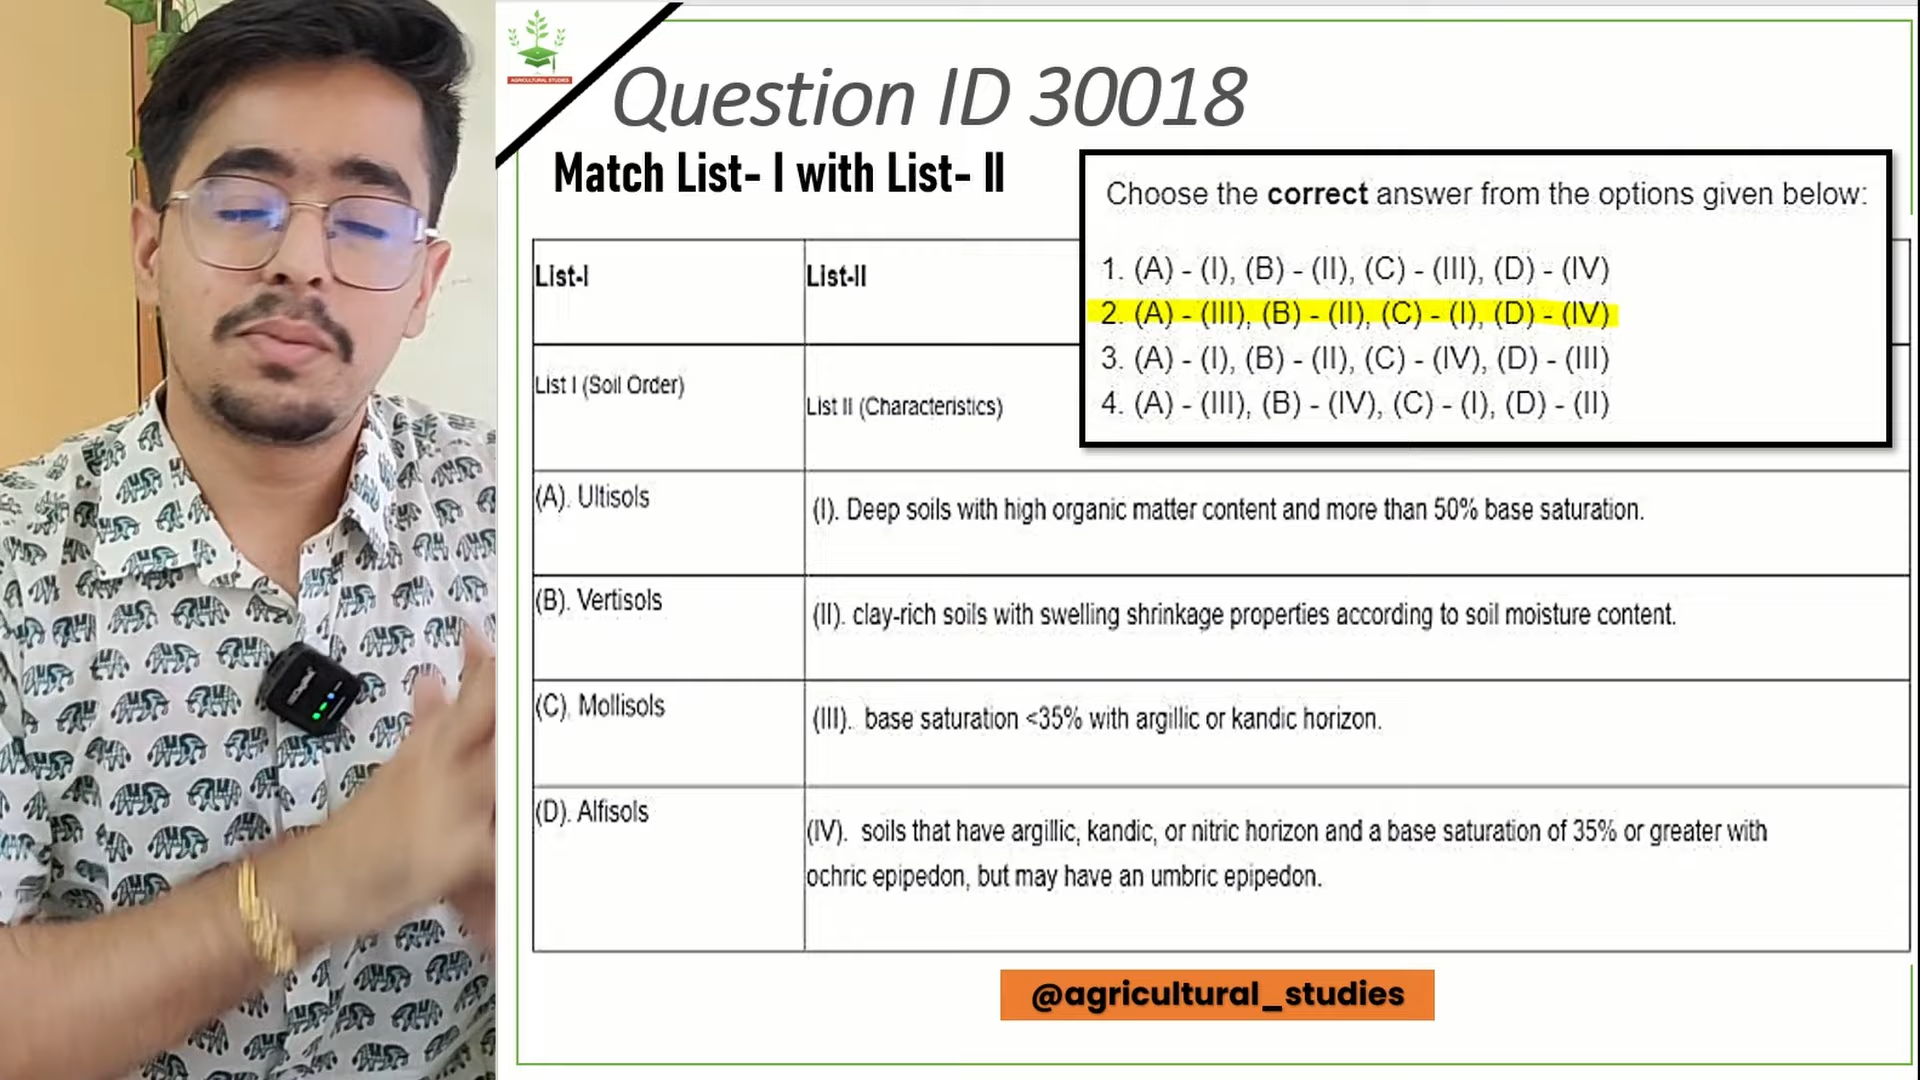 AGRICULTURAL STUDIES
Question ID 30018
Match List- I with List- II
Choose the correct answer from the options given below:
1. (A) - (I), (B) - (II), (C) - (III), (D) - (IV)
2. (A) - (III), (B) - (II), (C) - (I), (D) - (IV)
3. (A) - (I), (B) - (II), (C) - (IV), (D) - (III)
4. (A) - (III), (B) - (IV), (C) - (I), (D) - (II)
List-I
List-II
List I (Soil Order)
List II (Characteristics)
(A). Ultisols
(I). Deep soils with high organic matter content and more than 50% base saturation.
(B). Vertisols
(II). clay-rich soils with swelling shrinkage properties according to soil moisture content.
(C). Mollisols
(III). base saturation <35% with argillic or kandic horizon.
(D). Alfisols
(IV). soils that have argillic, kandic, or nitric horizon and a base saturation of 35% or greater with
ochric epipedon, but may have an umbric epipedon.
@agricultural_studies